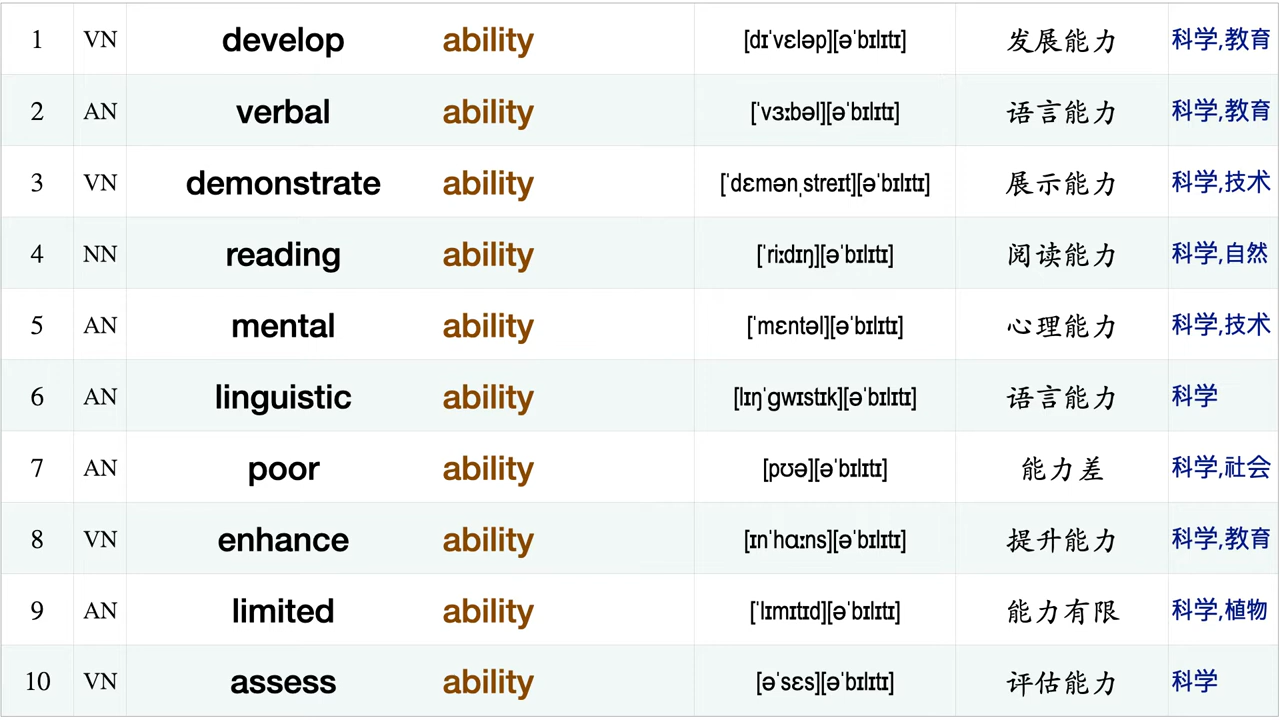 1 VN develop ability [dɪˈvɛləp][əˈbɪlɪtɪ] 发展能力 科学,教育
2 AN verbal ability [ˈvɜːbəl][əˈbɪlɪtɪ] 语言能力 科学,教育
3 VN demonstrate ability [ˈdɛmənˌstreɪt][əˈbɪlɪtɪ] 展示能力 科学,技术
4 NN reading ability [ˈriːdɪŋ][əˈbɪlɪtɪ] 阅读能力 科学,自然
5 AN mental ability [ˈmɛntəl][əˈbɪlɪtɪ] 心理能力 科学,技术
6 AN linguistic ability [lɪŋˈɡwɪstɪk][əˈbɪlɪtɪ] 语言能力 科学
7 AN poor ability [pʊə][əˈbɪlɪtɪ] 能力差 科学,社会
8 VN enhance ability [ɪnˈhɑːns][əˈbɪlɪtɪ] 提升能力 科学,教育
9 AN limited ability [ˈlɪmɪtɪd][əˈbɪlɪtɪ] 能力有限 科学,植物
10 VN assess ability [əˈsɛs][əˈbɪlɪtɪ] 评估能力 科学